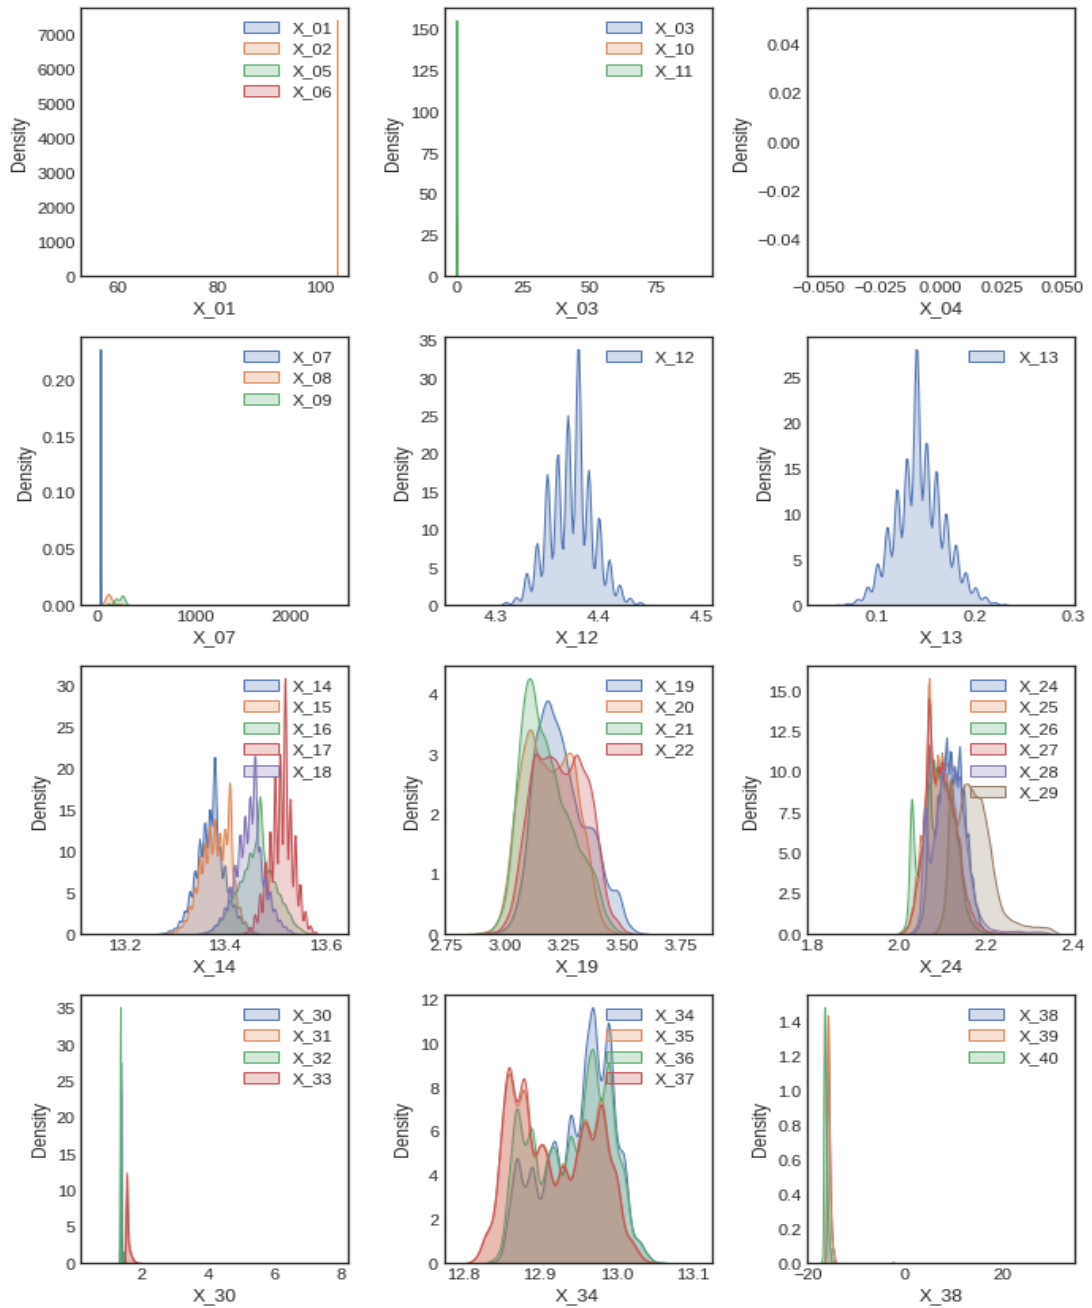 7000
6000
5000
4000
3000
2000
1000
0
Density
60 80 100
X_01
X_01
X_02
X_05
X_06
150
125
100
75
50
25
0
Density
0 25 50 75
X_03
X_03
X_10
X_11
0.04
0.02
0.00
−0.02
−0.04
Density
−0.050 −0.025 0.000 0.025 0.050
X_04
0.20
0.15
0.10
0.05
0.00
Density
0 1000 2000
X_07
X_07
X_08
X_09
35
30
25
20
15
10
5
0
Density
4.3 4.4 4.5
X_12
X_12
25
20
15
10
5
0
Density
0.1 0.2 0.3
X_13
X_13
30
25
20
15
10
5
0
Density
13.2 13.4 13.6
X_14
X_14
X_15
X_16
X_17
X_18
4
3
2
1
0
Density
2.75 3.00 3.25 3.50 3.75
X_19
X_19
X_20
X_21
X_22
15.0
12.5
10.0
7.5
5.0
2.5
0.0
Density
1.8 2.0 2.2 2.4
X_24
X_24
X_25
X_26
X_27
X_28
X_29
35
30
25
20
15
10
5
0
Density
2 4 6 8
X_30
X_30
X_31
X_32
X_33
12
10
8
6
4
2
0
Density
12.8 12.9 13.0 13.1
X_34
X_34
X_35
X_36
X_37
1.4
1.2
1.0
0.8
0.6
0.4
0.2
0.0
Density
−20 0 20
X_38
X_38
X_39
X_40